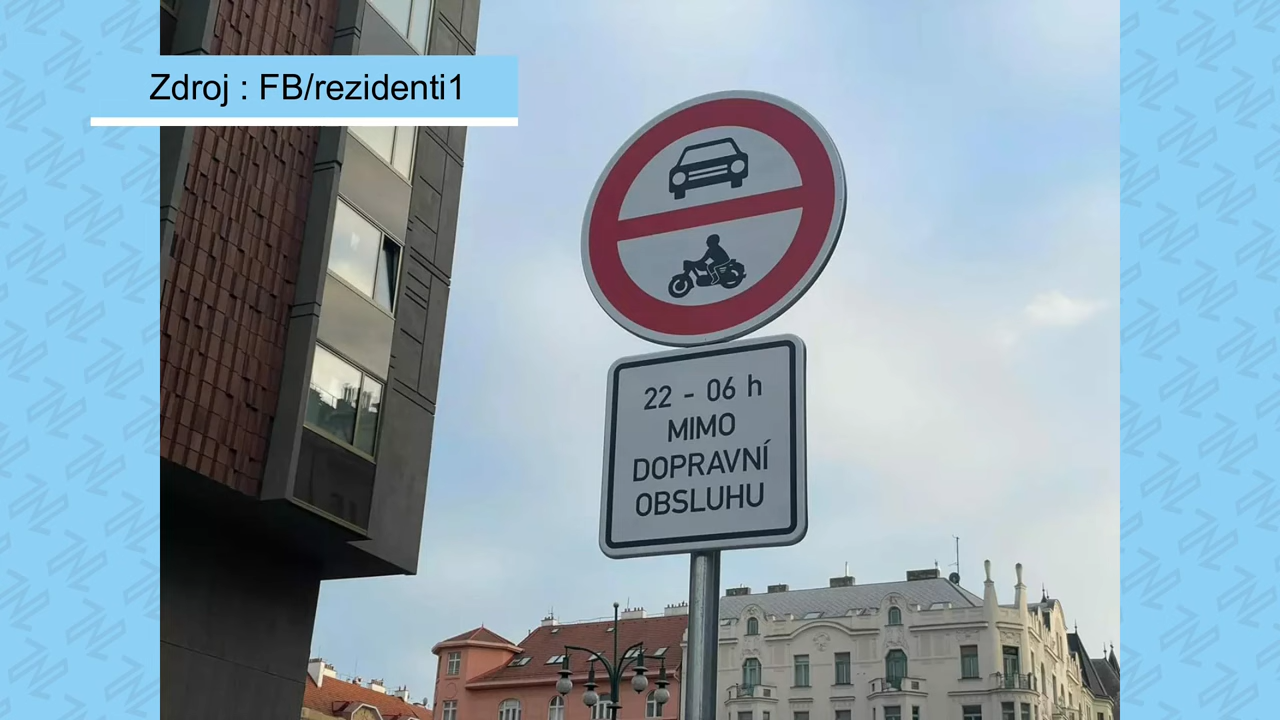 Zdroj : FB/rezidenti1
22 - 06 h
MIMO
DOPRAVNÍ
OBSLUHU